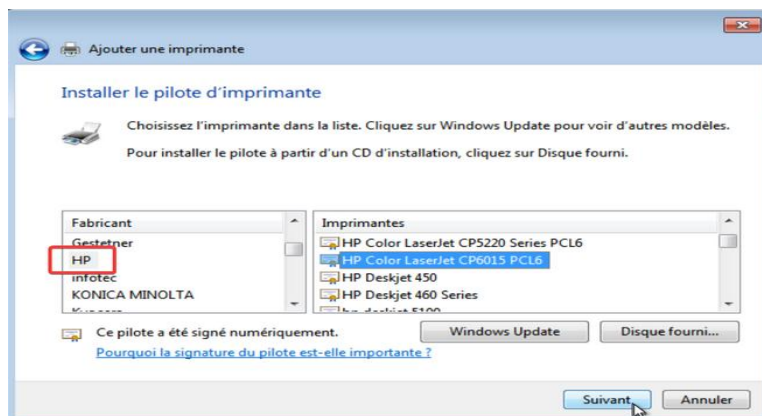 Ajouter une imprimante
Installer le pilote d'imprimante
Choisissez l'imprimante dans la liste. Cliquez sur Windows Update pour voir d'autres modèles.
Pour installer le pilote à partir d'un CD d'installation, cliquez sur Disque fourni.
Fabricant
Gestetner
HP
infotec
KONICA MINOLTA
Kyocera
Imprimantes
HP Color LaserJet CP5220 Series PCL6
HP Color LaserJet CP6015 PCL6
HP Deskjet 450
HP Deskjet 460 Series
hp deskjet 5100
Ce pilote a été signé numériquement.
Pourquoi la signature du pilote est-elle importante ?
Windows Update
Disque fourni...
Suivant
Annuler